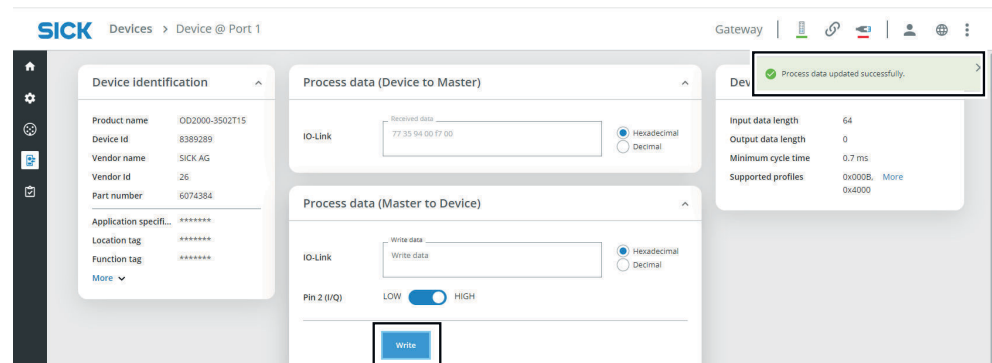 SICK Devices > Device @ Port 1 Gateway
Process data updated successfully.
Device identification
Product name OD2000-3502T15
Device Id 8389289
Vendor name SICK AG
Vendor Id 26
Part number 6074384
Application specifi... *******
Location tag *******
Function tag *******
More
Process data (Device to Master)
IO-Link
Received data
77 35 94 00 f7 00
Hexadecimal
Decimal
Process data (Master to Device)
IO-Link
Write data
Write data
Hexadecimal
Decimal
Pin 2 (I/Q) LOW HIGH
Write
Dev
Input data length 64
Output data length 0
Minimum cycle time 0.7 ms
Supported profiles 0x000B, More
0x4000